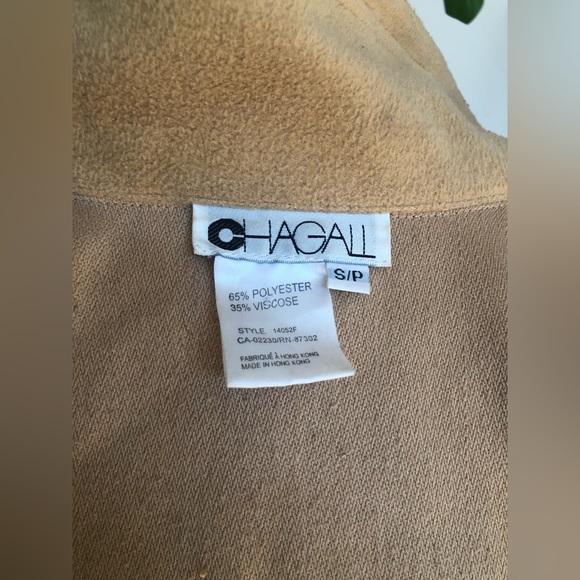 CHAGALL
S/P
65% POLYESTER
35% VISCOSE
STYLE 14052F
CA-02230/RN-87302
FABRIQUÉ À HONG KONG
MADE IN HONG KONG